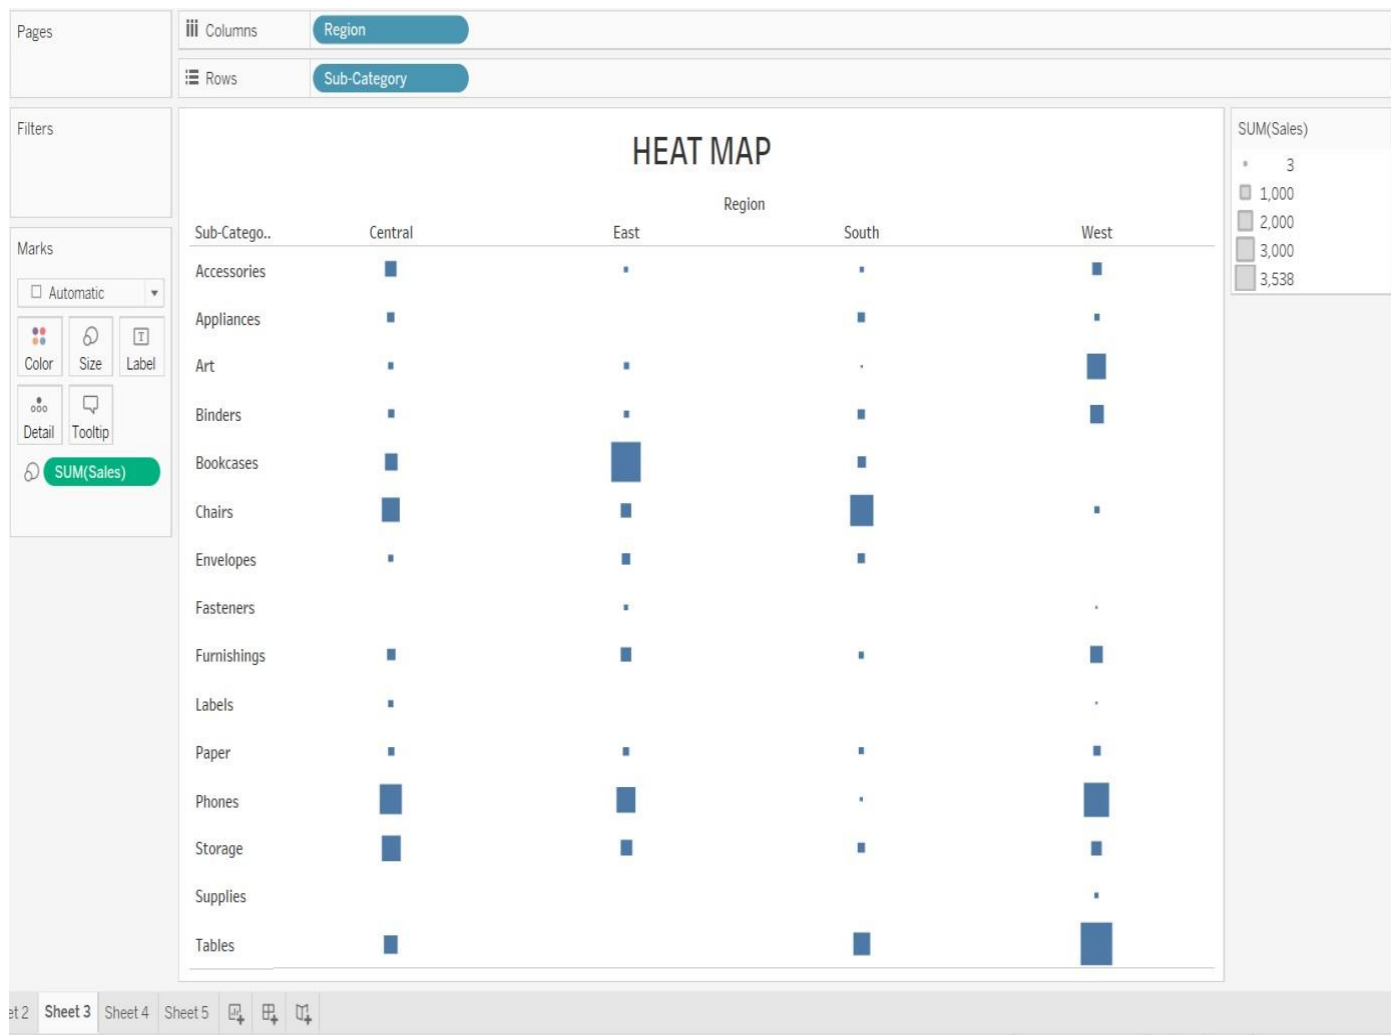 Pages
Columns Region
Rows Sub-Category
Filters
Marks
Automatic
Color Size Label
Detail Tooltip
SUM(Sales)
HEAT MAP
Region
Sub-Catego.. Central East South West
Accessories
Appliances
Art
Binders
Bookcases
Chairs
Envelopes
Fasteners
Furnishings
Labels
Paper
Phones
Storage
Supplies
Tables
SUM(Sales)
3
1,000
2,000
3,000
3,538
et 2 Sheet 3 Sheet 4 Sheet 5